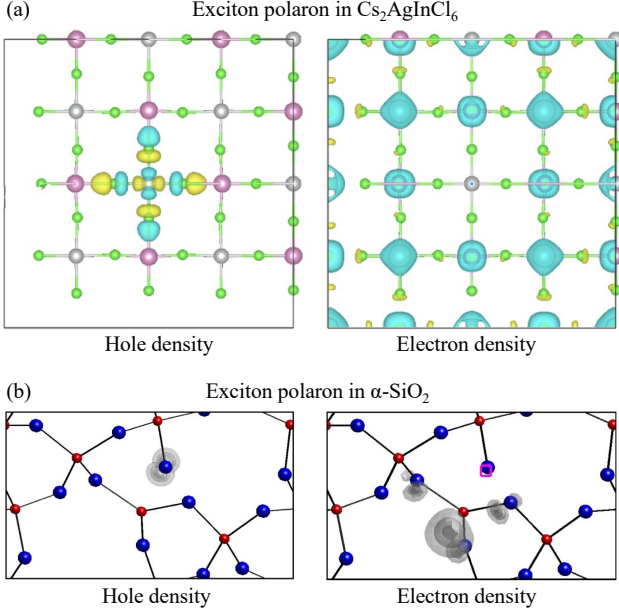 (a) Exciton polaron in Cs₂AgInCl₆
Hole density Electron density
(b) Exciton polaron in α-SiO₂
Hole density Electron density